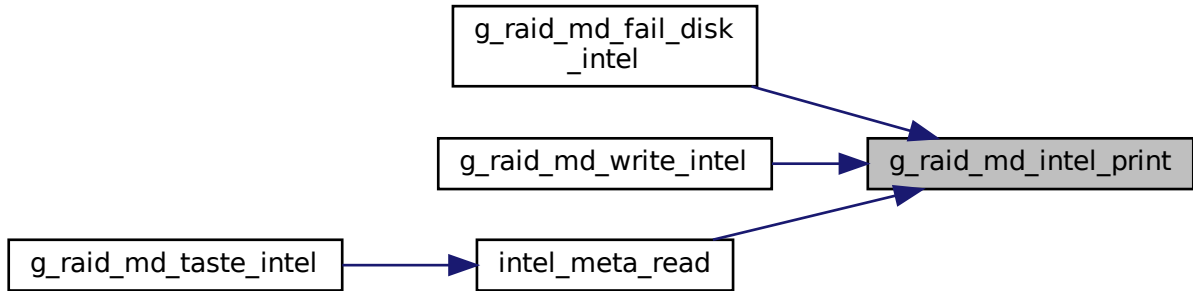 g_raid_md_fail_disk
_intel
g_raid_md_write_intel
g_raid_md_intel_print
g_raid_md_taste_intel
intel_meta_read